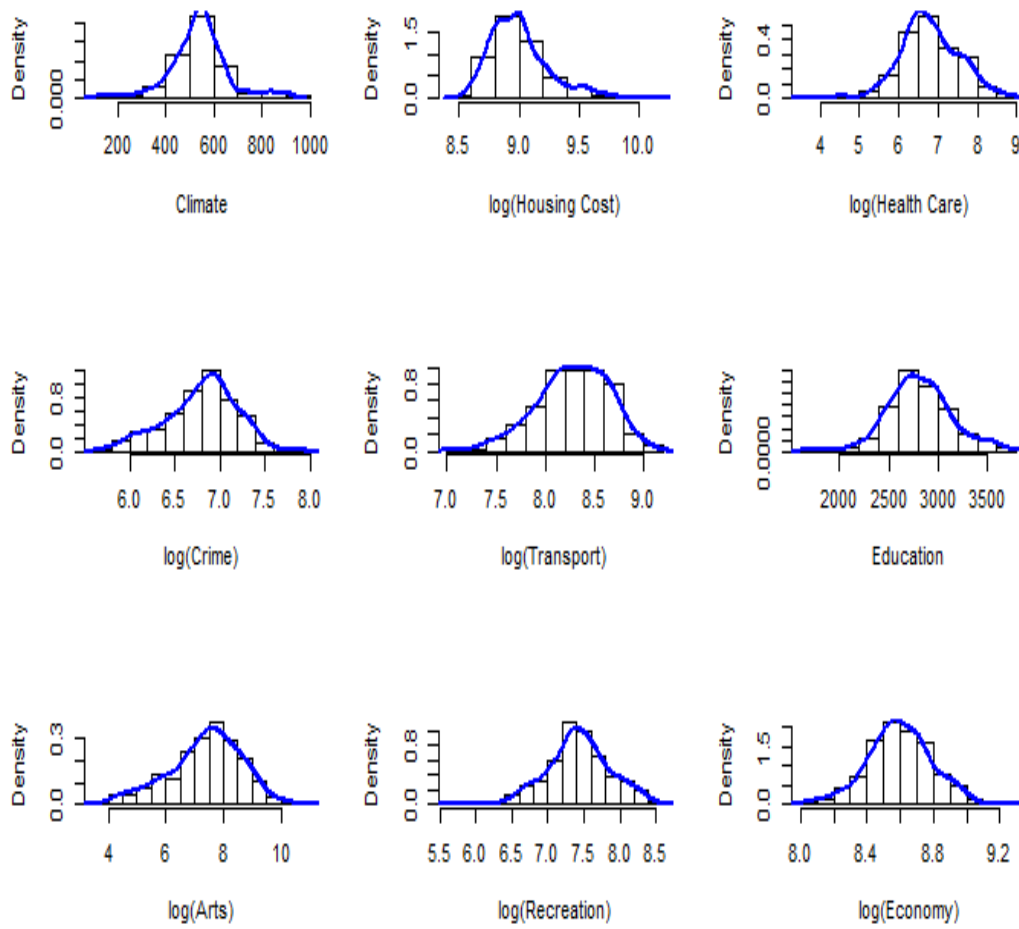 Density
0.000
200 400 600 800 1000
Climate
Density
0.0 1.5
8.5 9.0 9.5 10.0
log(Housing Cost)
Density
0.0 0.4
4 5 6 7 8 9
log(Health Care)
Density
0.0 0.8
6.0 6.5 7.0 7.5 8.0
log(Crime)
Density
0.0 0.8
7.0 7.5 8.0 8.5 9.0
log(Transport)
Density
0.0000
2000 2500 3000 3500
Education
Density
0.0 0.3
4 6 8 10
log(Arts)
Density
0.0 0.8
5.5 6.0 6.5 7.0 7.5 8.0 8.5
log(Recreation)
Density
0.0 1.5
8.0 8.4 8.8 9.2
log(Economy)